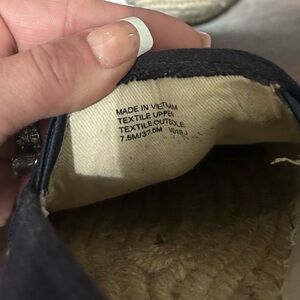 MADE IN VIETNAM
TEXTILE UPPER
TEXTILE OUTSOLE
7.5M/37.5M